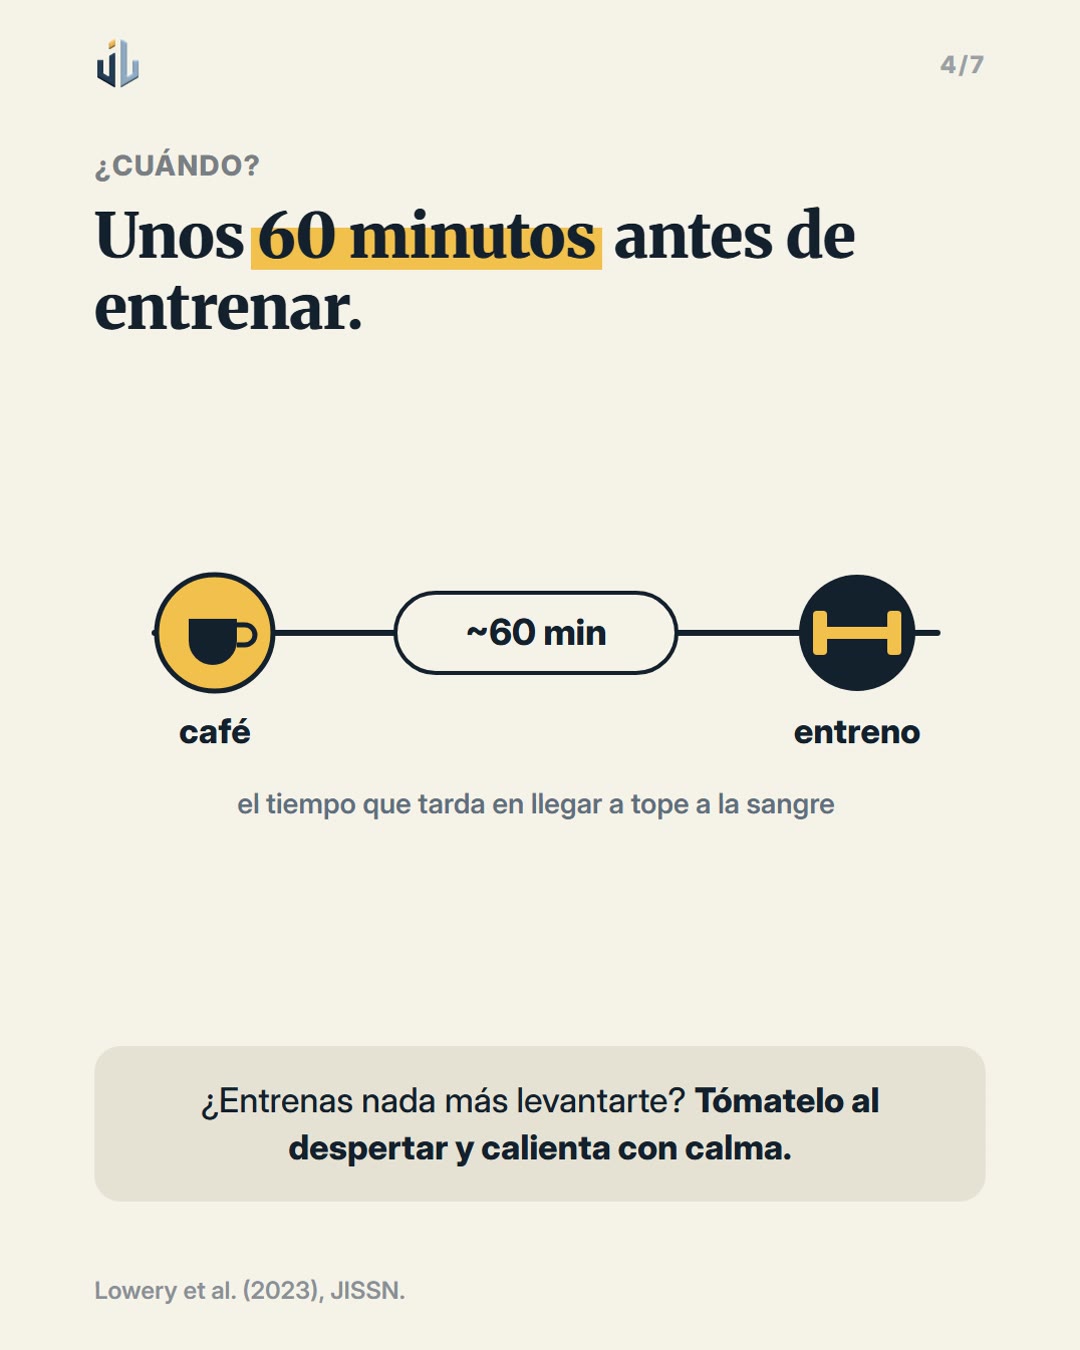 4/7
¿CUÁNDO?
Unos 60 minutos antes de
entrenar.
~60 min
café
entreno
el tiempo que tarda en llegar a tope a la sangre
¿Entrenas nada más levantarte? Tómatelo al
despertar y calienta con calma.
Lowery et al. (2023), JISSN.